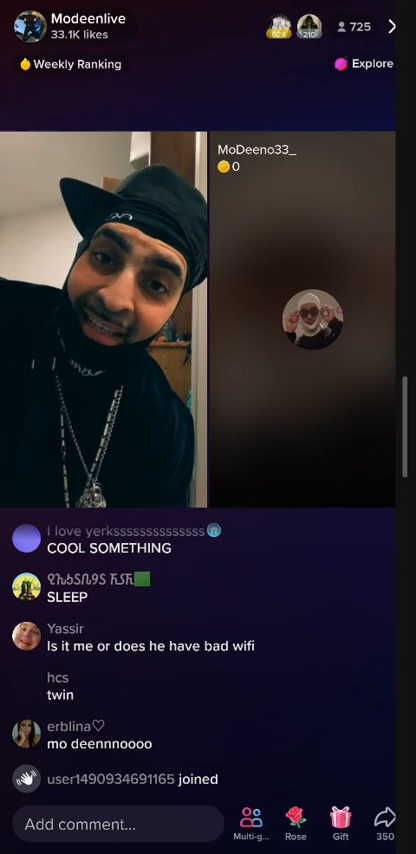 Modeenlive
33.1K likes
624
210
725
Weekly Ranking
Explore
MoDeeno33_
0
I love yerksssssssssssssss
COOL SOMETHING
SLEEP
Yassir
Is it me or does he have bad wifi
hcs
twin
erblina♡
mo deennnoooo
user1490934691165 joined
Add comment...
Multi-g...
Rose
Gift
350